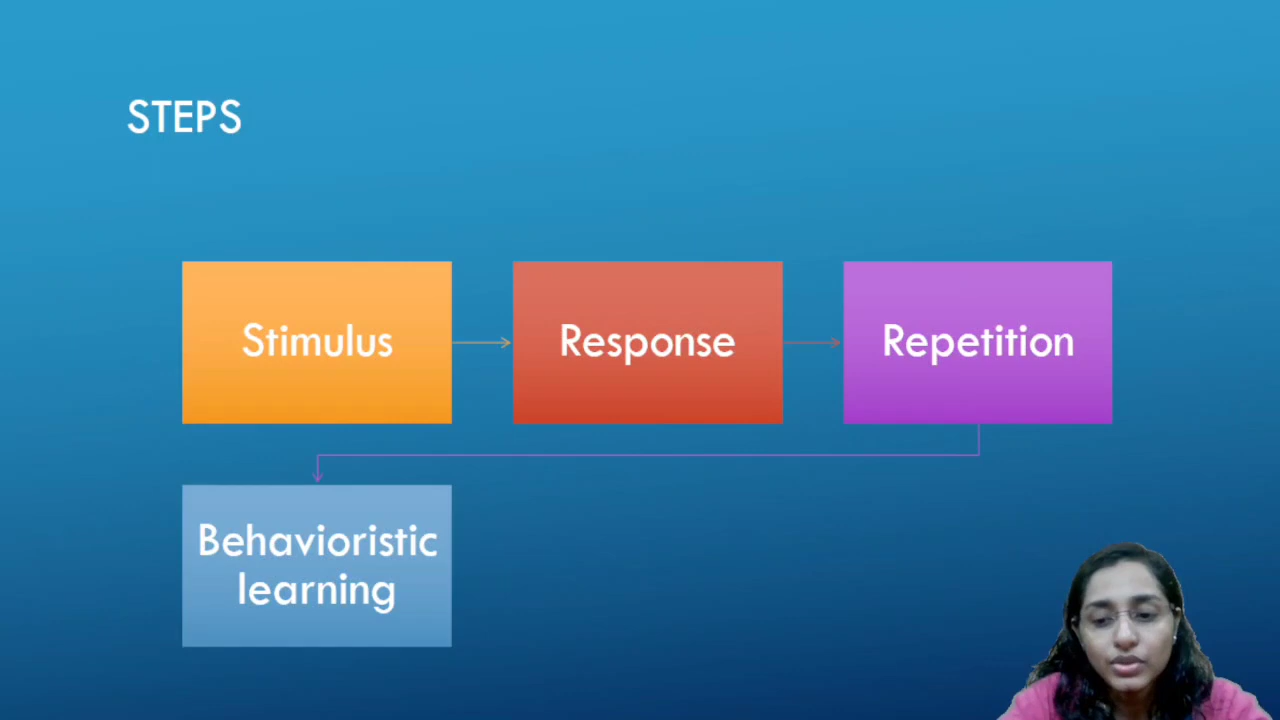 STEPS
Stimulus
Response
Repetition
Behavioristic
learning